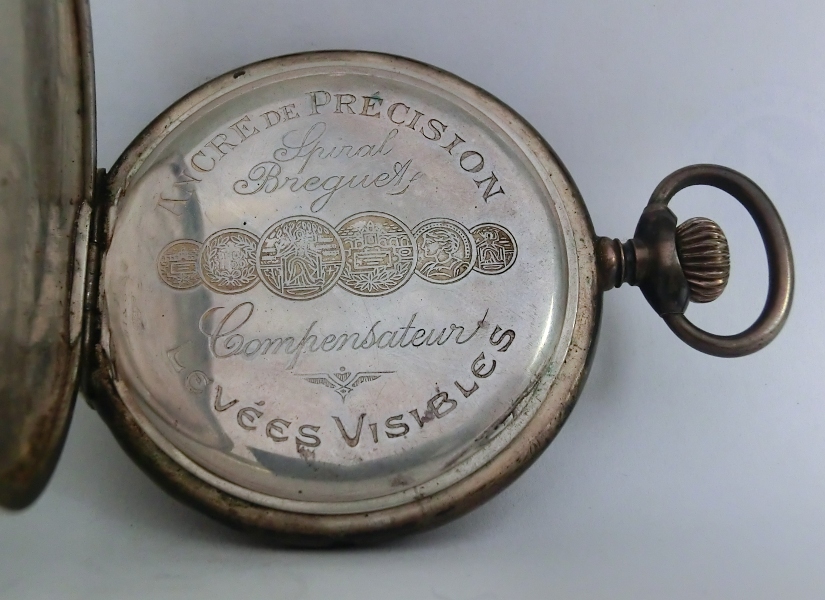 ANCRE DE PRÉCISION
Spiral
Breguet
Compensateur
LEVÉES VISIBLES